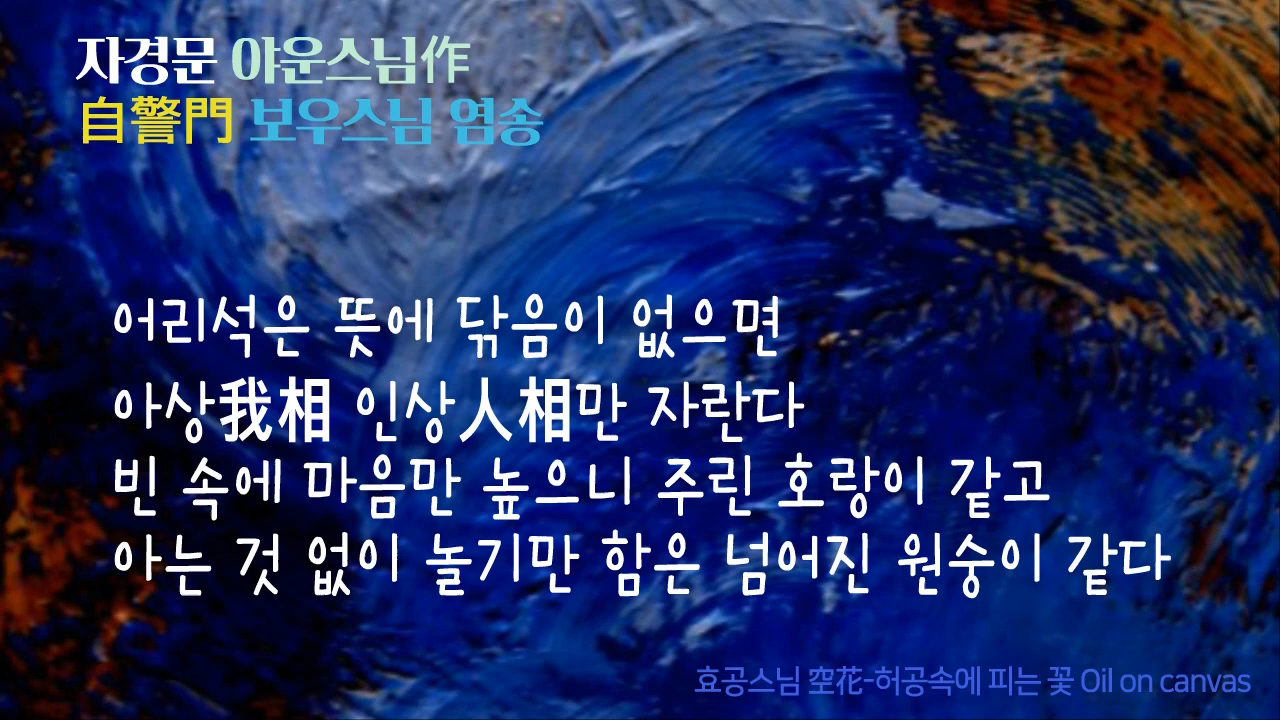 자경문 야운스님作
自警門 보우스님 염송
어리석은 뜻에 닦음이 없으면
아상我相 인상人相만 자란다
빈 속에 마음만 높으니 주린 호랑이 같고
아는 것 없이 놀기만 함은 넘어진 원숭이 같다
효공스님 空花-허공속에 피는 꽃 Oil on canvas